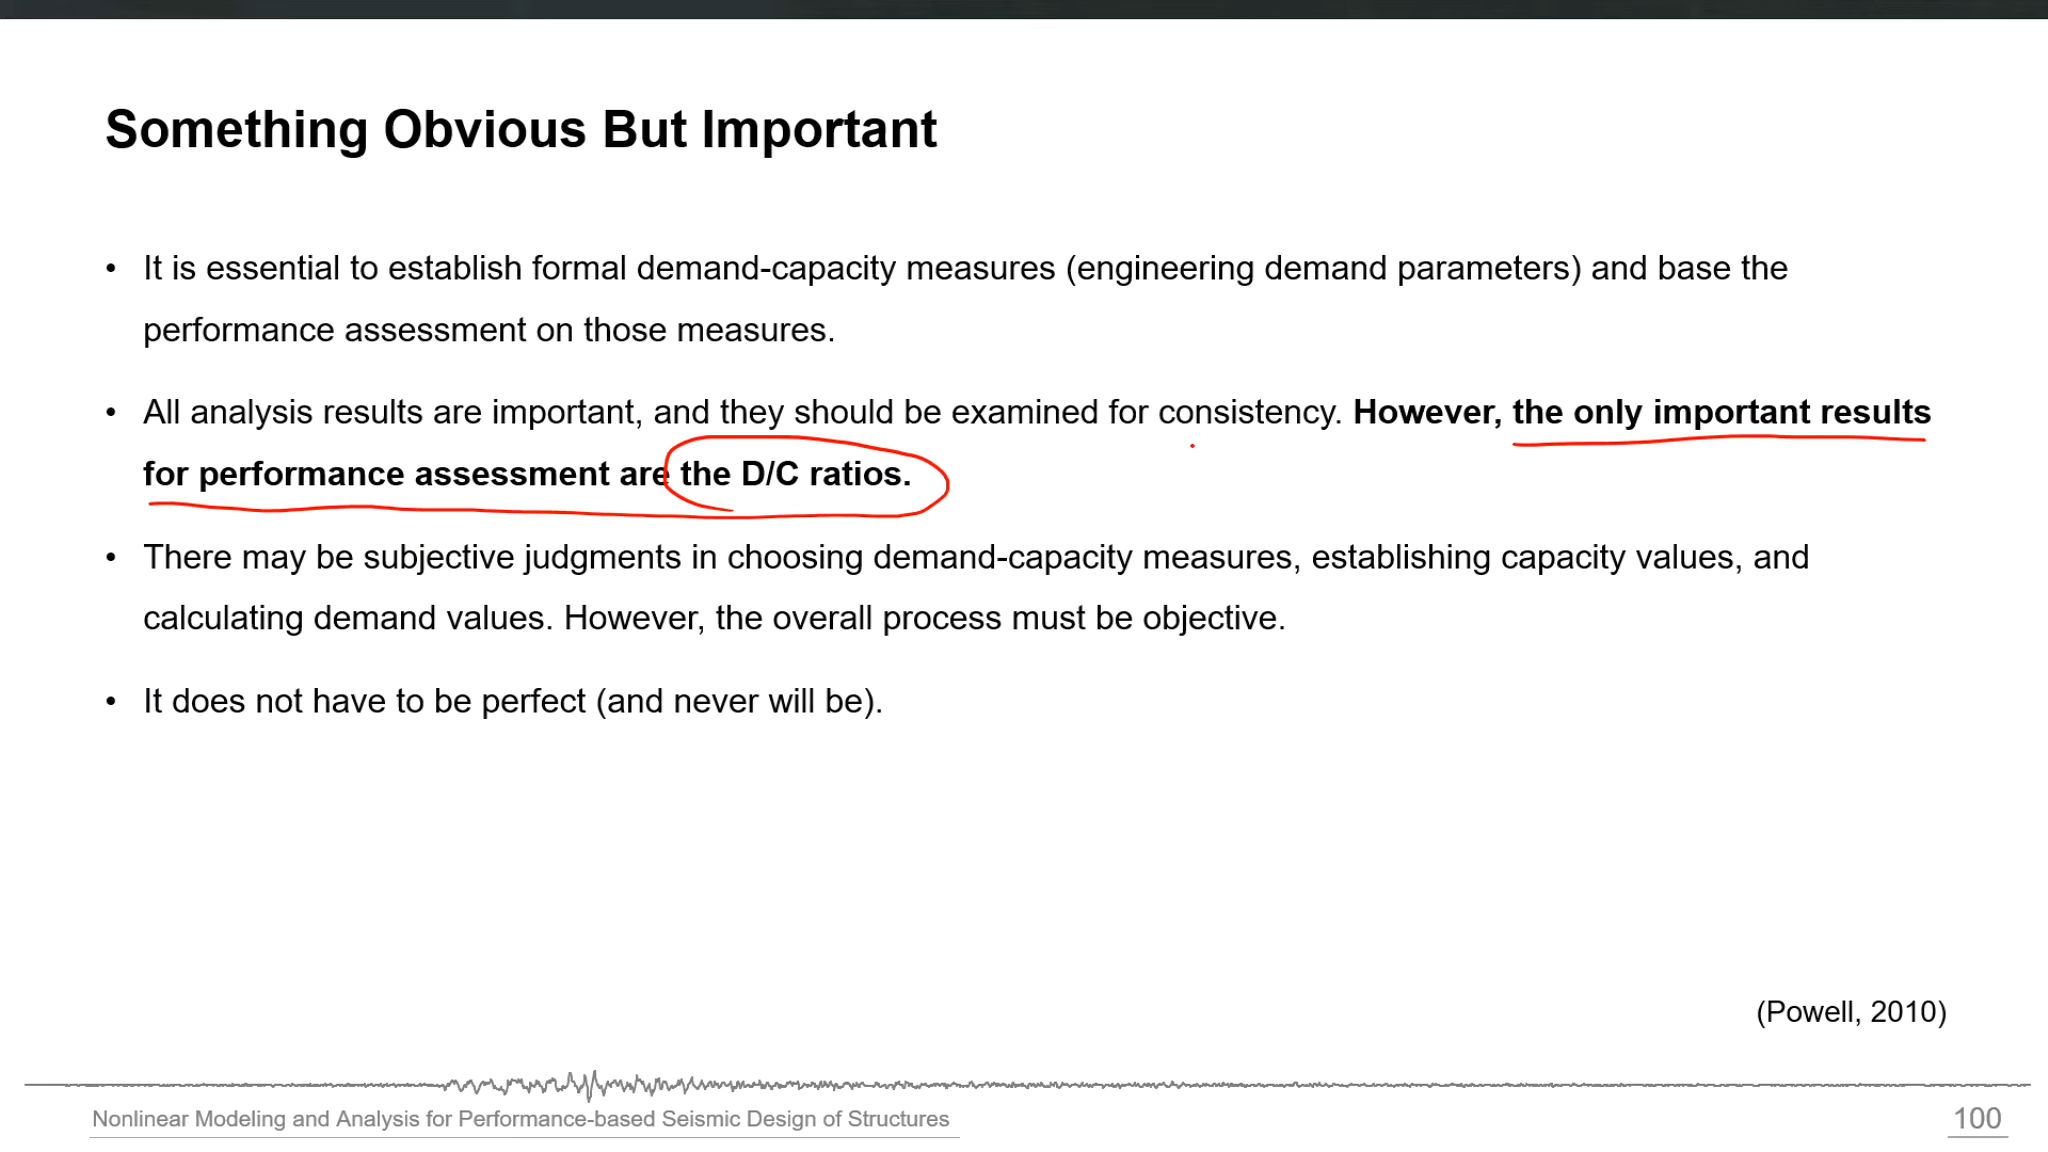 Something Obvious But Important
• It is essential to establish formal demand-capacity measures (engineering demand parameters) and base the
performance assessment on those measures.
• All analysis results are important, and they should be examined for consistency. However, the only important results
for performance assessment are the D/C ratios.
• There may be subjective judgments in choosing demand-capacity measures, establishing capacity values, and
calculating demand values. However, the overall process must be objective.
• It does not have to be perfect (and never will be).
(Powell, 2010)
Nonlinear Modeling and Analysis for Performance-based Seismic Design of Structures
100